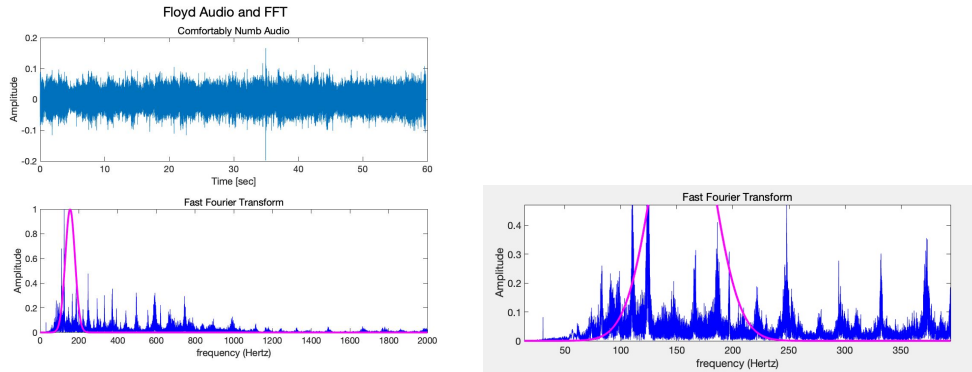 Floyd Audio and FFT
Comfortably Numb Audio
0.2
0.1
0
-0.1
-0.2
Amplitude
0 10 20 30 40 50 60
Time [sec]
Fast Fourier Transform
1
0.8
0.6
0.4
0.2
0
Amplitude
0 200 400 600 800 1000 1200 1400 1600 1800 2000
frequency (Hertz)
Fast Fourier Transform
0.4
0.3
0.2
0.1
0
Amplitude
50 100 150 200 250 300 350
frequency (Hertz)